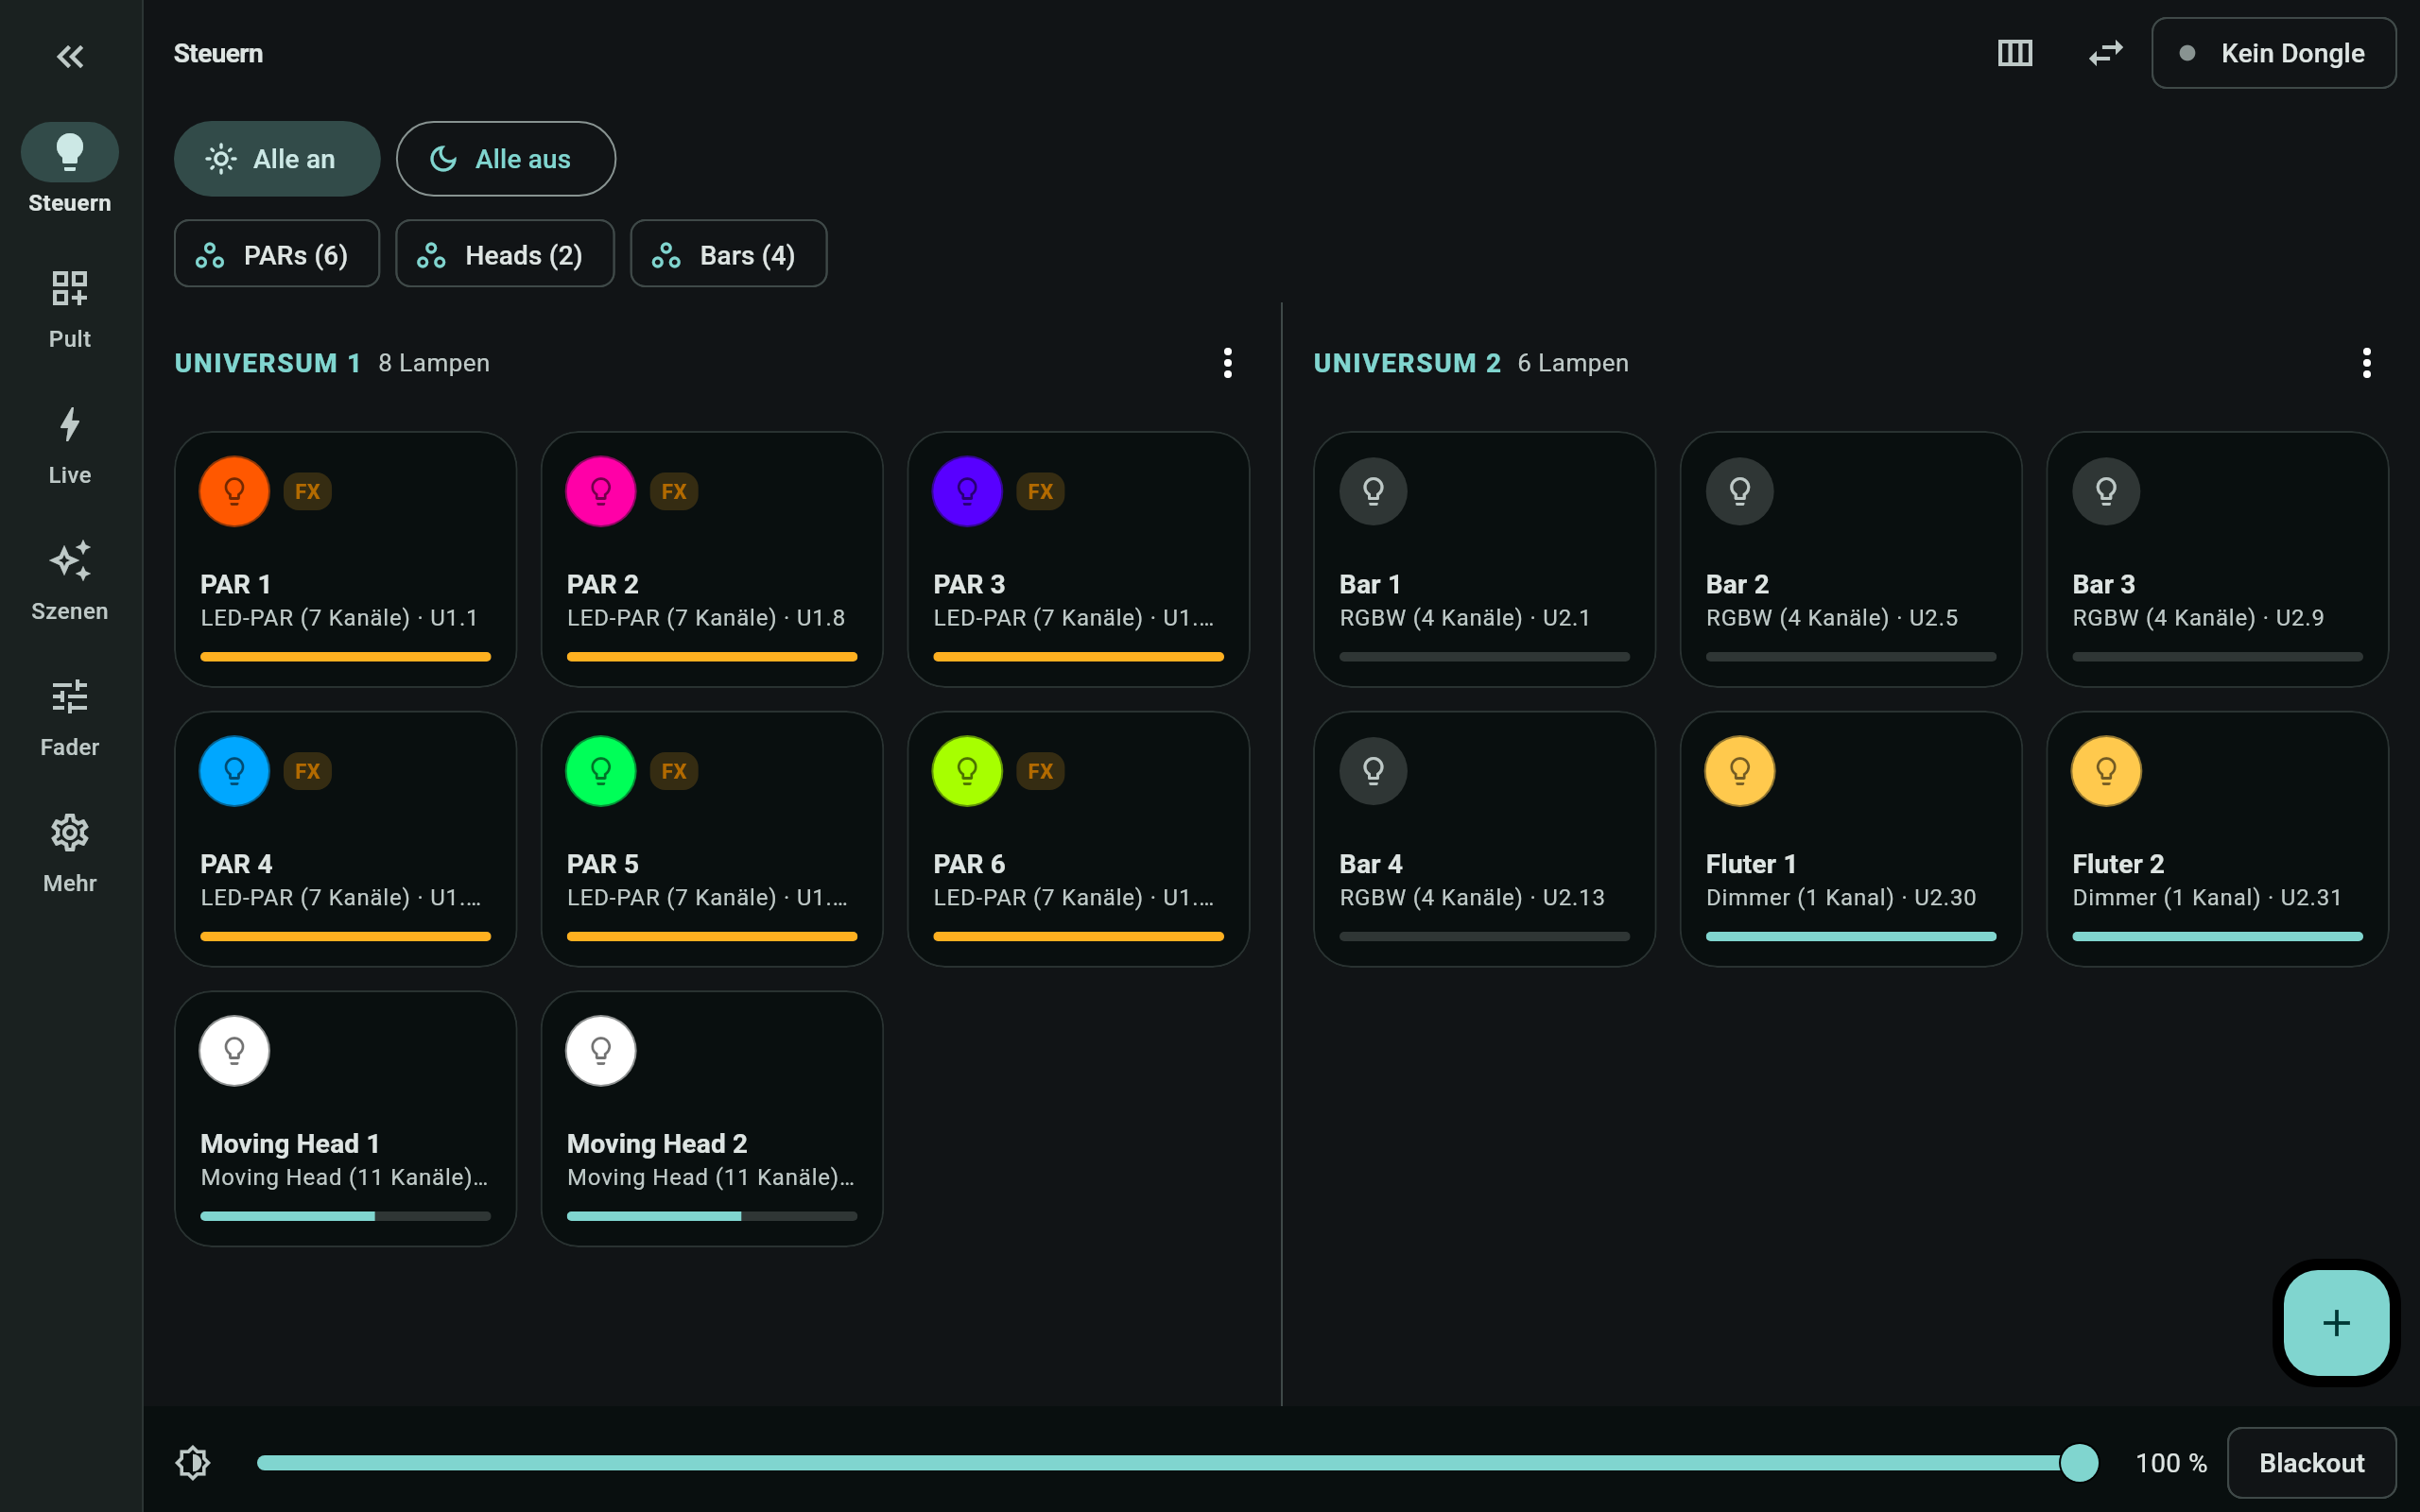 Steuern
Kein Dongle
Alle an
Alle aus
Steuern
PARs (6)
Heads (2)
Bars (4)
Pult
UNIVERSUM 1 8 Lampen
UNIVERSUM 2 6 Lampen
Live
FX
FX
FX
PAR 1
LED-PAR (7 Kanäle) · U1.1
PAR 2
LED-PAR (7 Kanäle) · U1.8
PAR 3
LED-PAR (7 Kanäle) · U1.…
Bar 1
RGBW (4 Kanäle) · U2.1
Bar 2
RGBW (4 Kanäle) · U2.5
Bar 3
RGBW (4 Kanäle) · U2.9
Szenen
Fader
FX
FX
FX
PAR 4
LED-PAR (7 Kanäle) · U1.…
PAR 5
LED-PAR (7 Kanäle) · U1.…
PAR 6
LED-PAR (7 Kanäle) · U1.…
Bar 4
RGBW (4 Kanäle) · U2.13
Fluter 1
Dimmer (1 Kanal) · U2.30
Fluter 2
Dimmer (1 Kanal) · U2.31
Mehr
Moving Head 1
Moving Head (11 Kanäle)…
Moving Head 2
Moving Head (11 Kanäle)…
100 %
Blackout